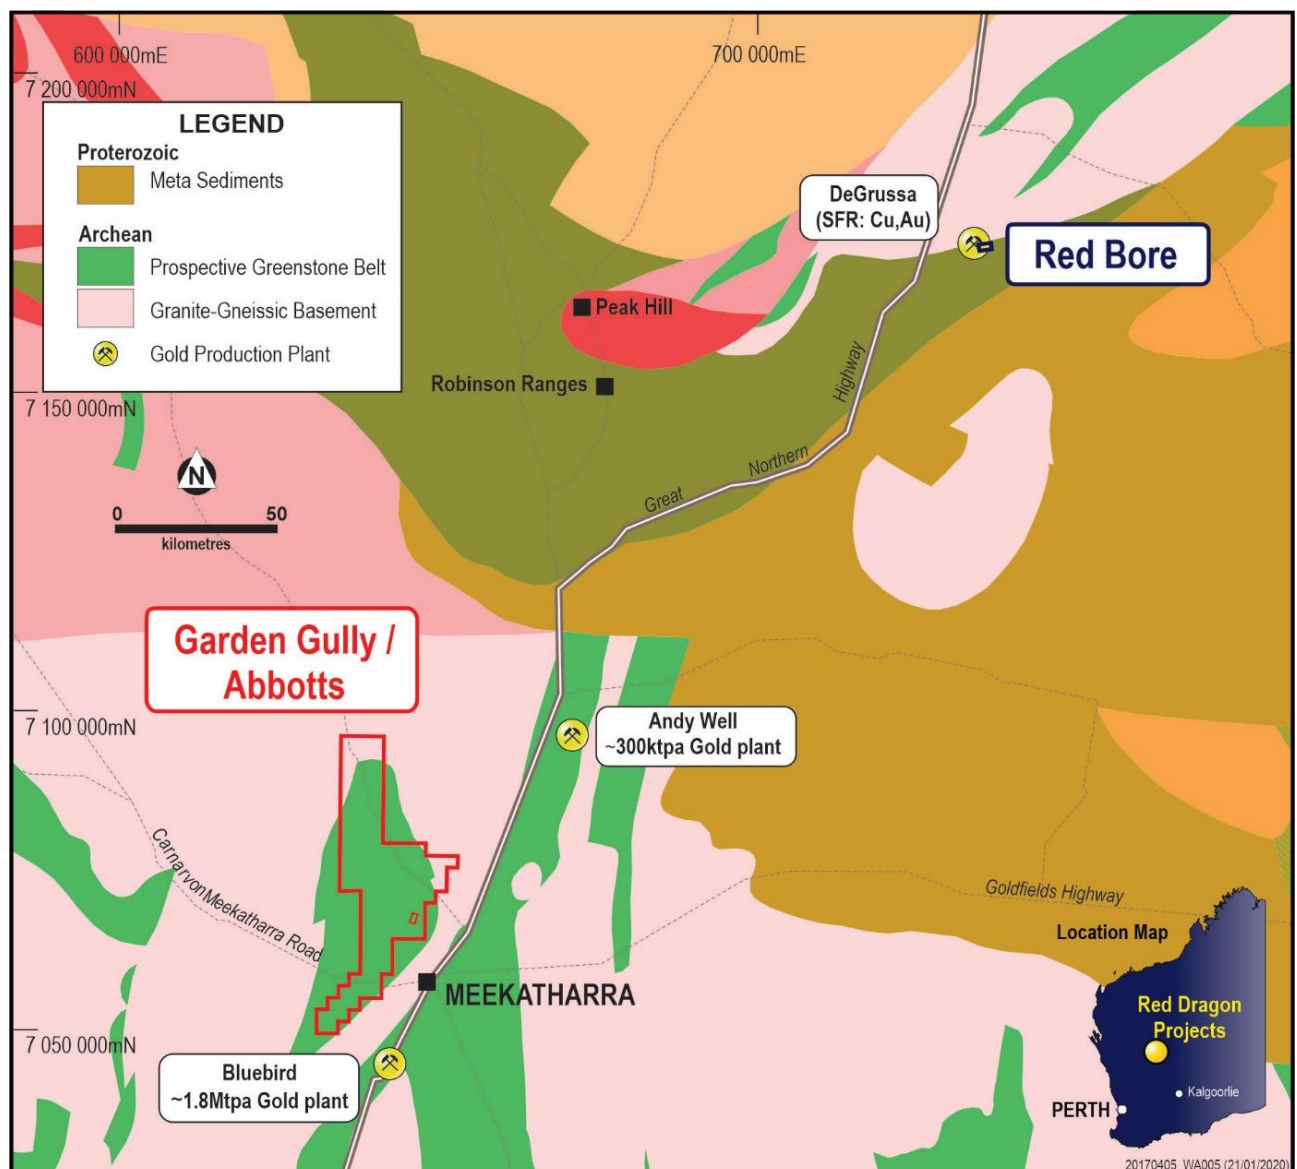 600 000mE
700 000mE
7 200 000mN
LEGEND
Proterozoic
Meta Sediments
Archean
Prospective Greenstone Belt
Granite-Gneissic Basement
Gold Production Plant
DeGrussa
(SFR: Cu,Au)
Red Bore
Peak Hill
Robinson Ranges
7 150 000mN
Great Northern Highway
N
0 50
kilometres
Garden Gully /
Abbotts
7 100 000mN
Andy Well
~300ktpa Gold plant
Carnarvon Meekatharra Road
Goldfields Highway
MEEKATHARRA
7 050 000mN
Bluebird
~1.8Mtpa Gold plant
Location Map
Red Dragon
Projects
Kalgoorlie
PERTH
20170405_WA005 (21/01/2020)